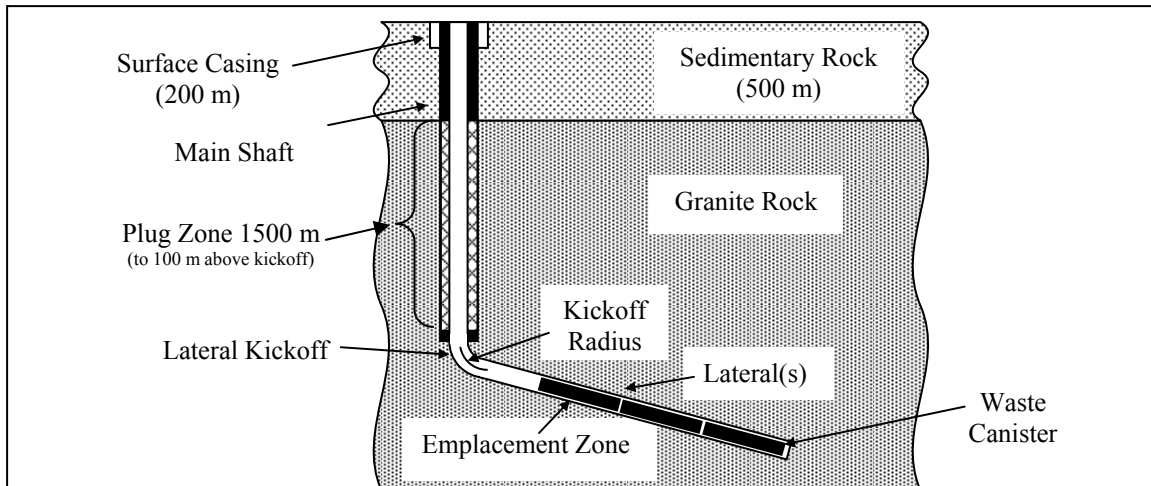 Surface Casing
(200 m)
Sedimentary Rock
(500 m)
Main Shaft
Granite Rock
Plug Zone 1500 m
(to 100 m above kickoff)
Kickoff
Radius
Lateral Kickoff
Lateral(s)
Waste
Canister
Emplacement Zone